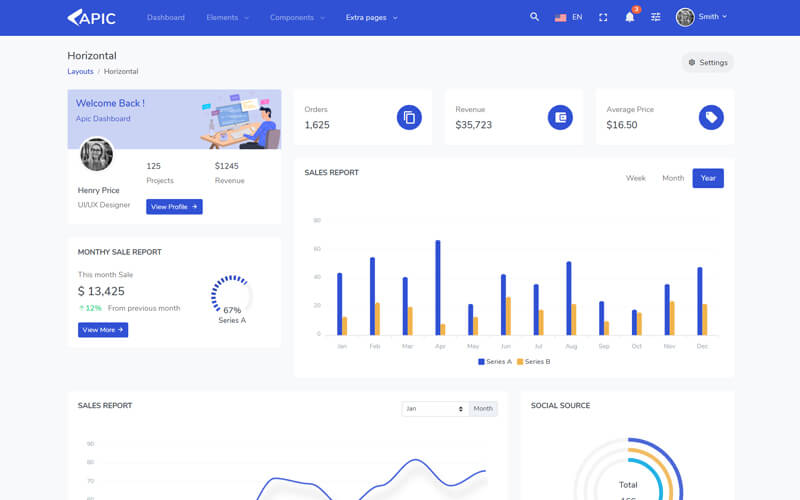 APIC Dashboard Elements Components Extra pages EN 3 Smith
Horizontal
Layouts / Horizontal
Settings
Welcome Back !
Apic Dashboard
125
Projects
$1245
Revenue
Henry Price
UI/UX Designer
View Profile
Orders
1,625
Revenue
$35,723
Average Price
$16.50
MONTHY SALE REPORT
This month Sale
$ 13,425
12% From previous month
View More
67%
Series A
SALES REPORT
Week Month Year
80
60
40
20
0
Jan Feb Mar Apr May Jun Jul Aug Sep Oct Nov Dec
Series A Series B
SALES REPORT
Jan Month
90
80
70
60
SOCIAL SOURCE
Total